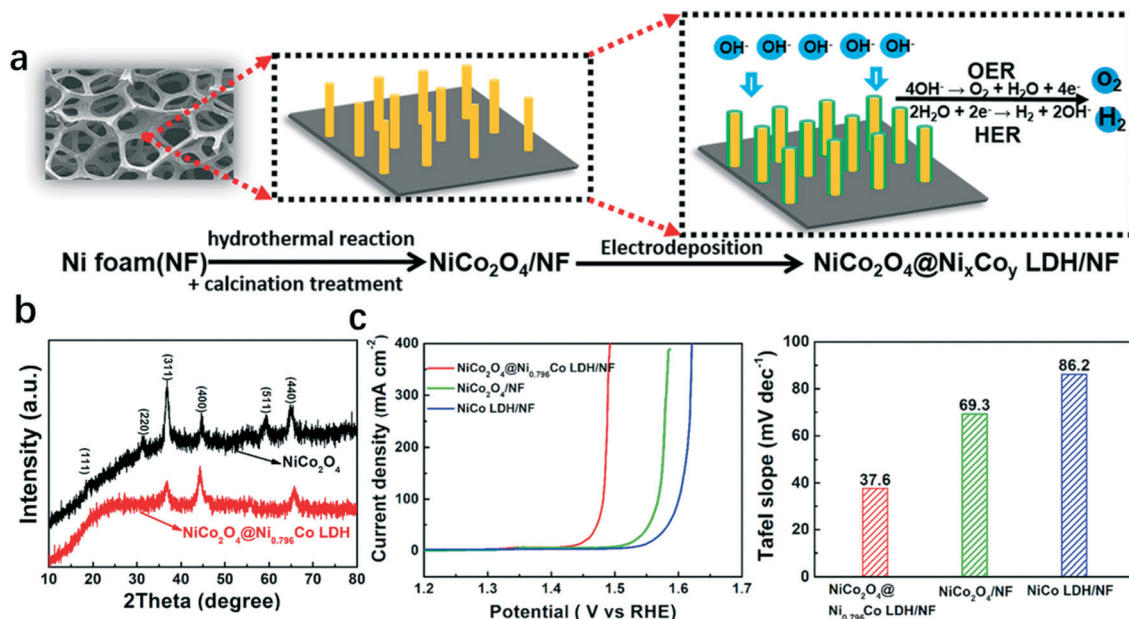 a
OH⁻ OH⁻ OH⁻ OH⁻ OH⁻
OER
4OH⁻ → O₂ + H₂O + 4e⁻
2H₂O + 2e⁻ → H₂ + 2OH⁻
HER
O₂
H₂
Ni foam(NF)
hydrothermal reaction
+ calcination treatment
NiCo₂O₄/NF
Electrodeposition
NiCo₂O₄@NiₓCoᵧ LDH/NF
b
Intensity (a.u.)
(111)
(220)
(311)
(400)
(511)
(440)
NiCo₂O₄
NiCo₂O₄@Ni₀.₇₉₆Co LDH
10 20 30 40 50 60 70 80
2Theta (degree)
c
Current density (mA cm⁻²)
400
300
200
100
0
NiCo₂O₄@Ni₀.₇₉₆Co LDH/NF
NiCo₂O₄/NF
NiCo LDH/NF
1.2 1.3 1.4 1.5 1.6 1.7
Potential ( V vs RHE)
Tafel slope (mV dec⁻¹)
100
80
60
40
20
0
37.6
69.3
86.2
NiCo₂O₄@
Ni₀.₇₉₆Co LDH/NF
NiCo₂O₄/NF
NiCo LDH/NF